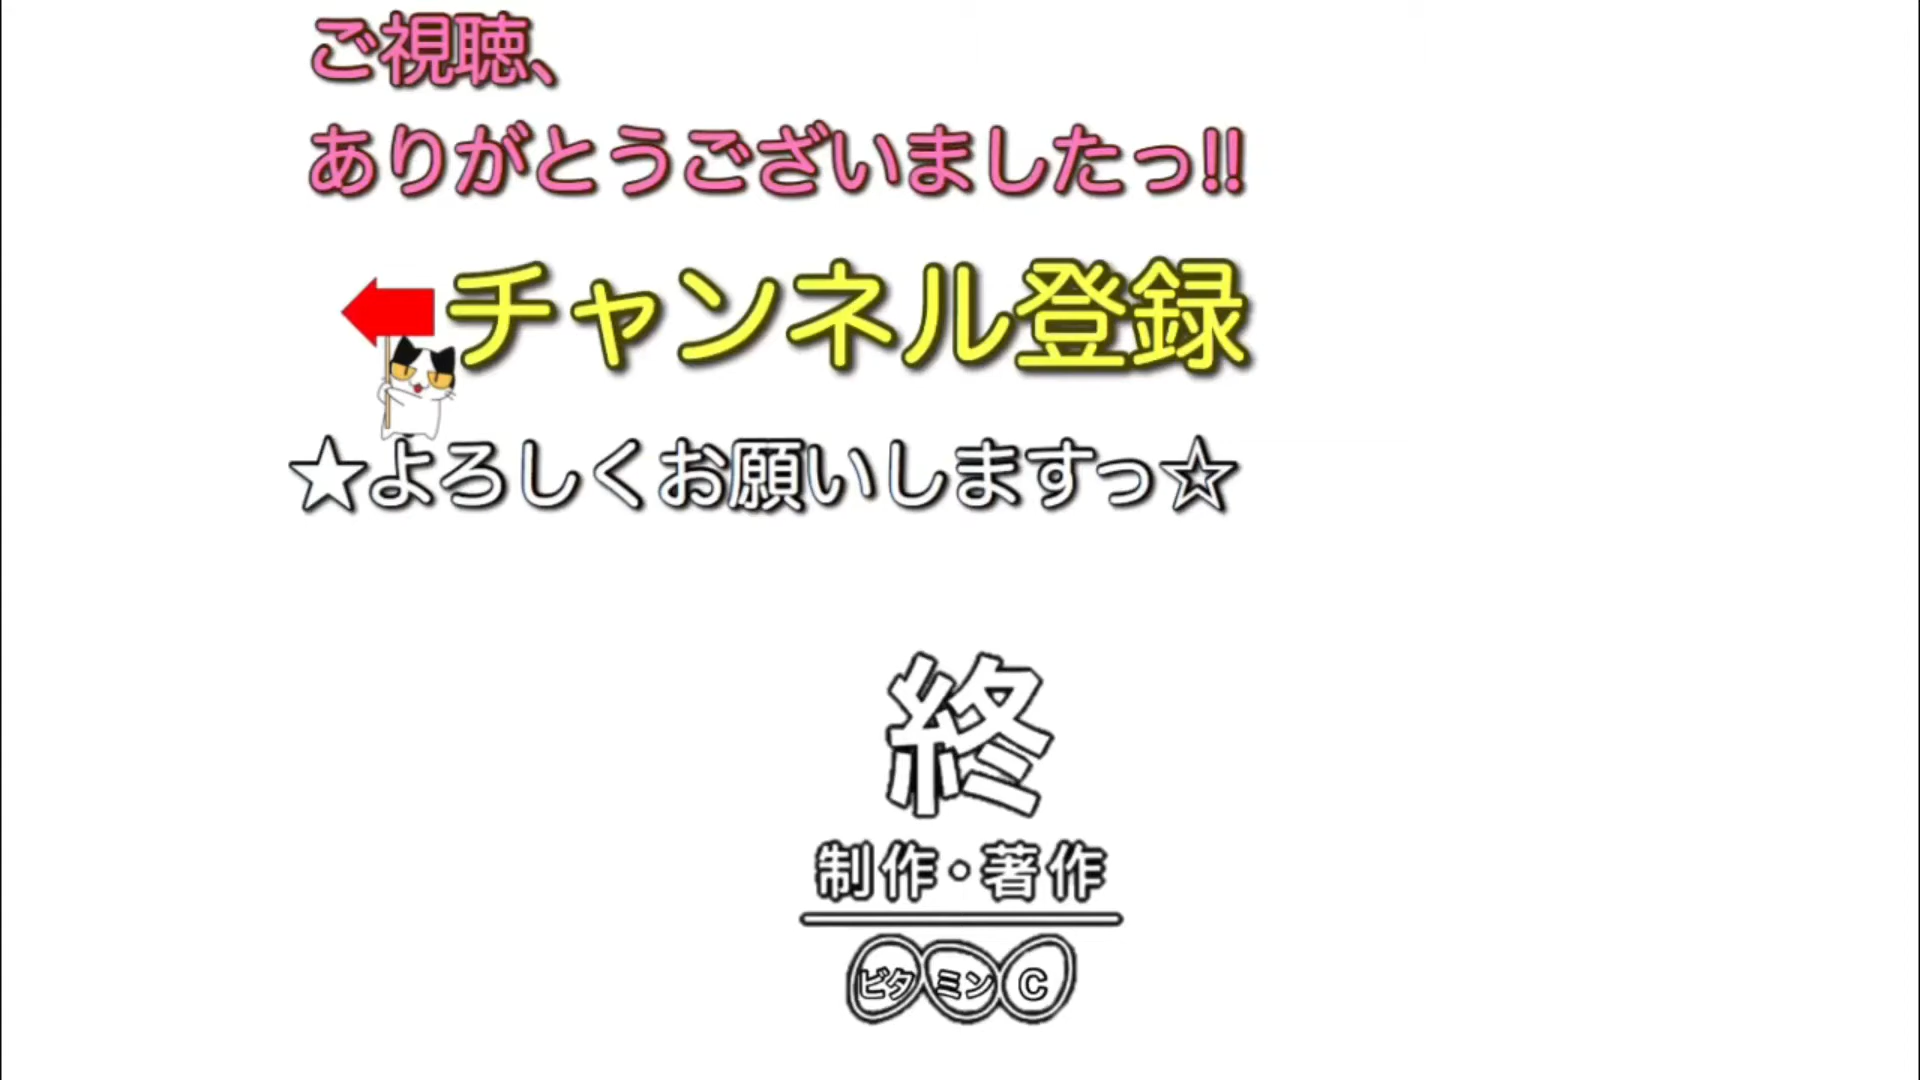 ご視聴、
ありがとうございましたっ!!
チャンネル登録
★よろしくお願いしますっ☆
終
制作・著作
ビタミンC